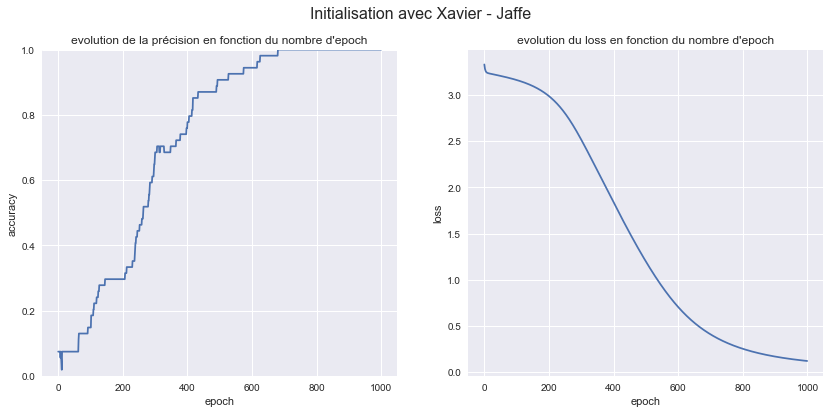 Initialisation avec Xavier - Jaffe
evolution de la précision en fonction du nombre d'epoch
1.0
0.8
0.6
0.4
0.2
0.0
accuracy
0 200 400 600 800 1000
epoch
evolution du loss en fonction du nombre d'epoch
3.0
2.5
2.0
1.5
1.0
0.5
0.0
loss
0 200 400 600 800 1000
epoch